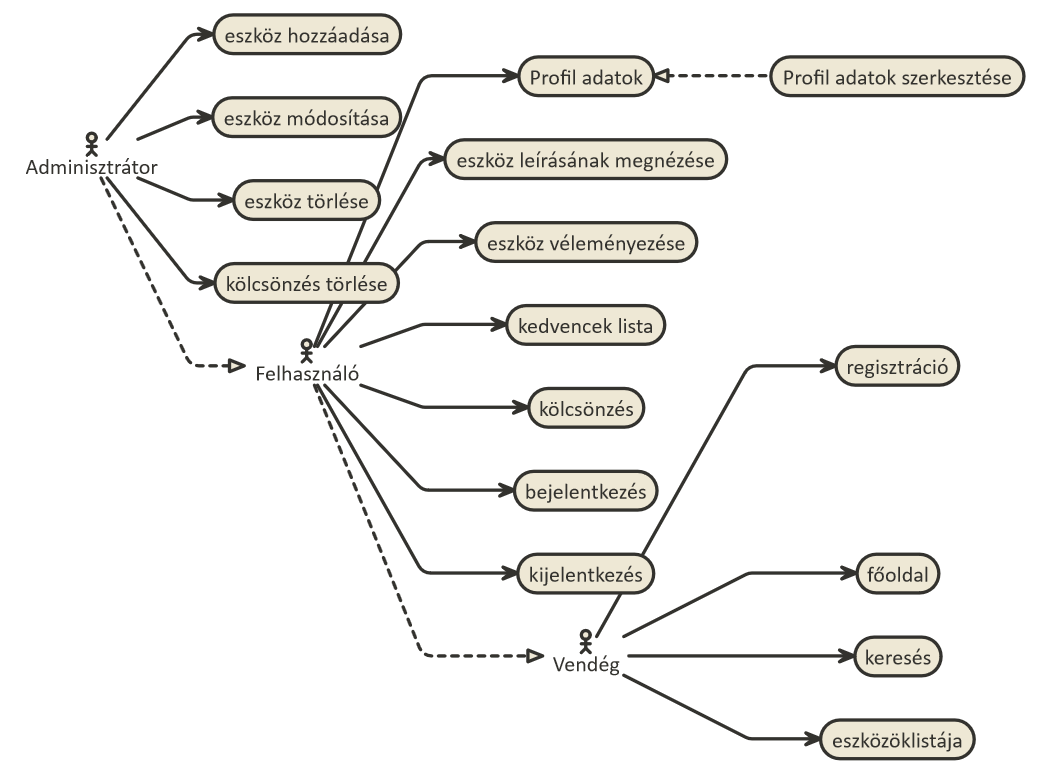 eszköz hozzáadása
Profil adatok
Profil adatok szerkesztése
eszköz módosítása
eszköz leírásának megnézése
Adminisztrátor
eszköz törlése
eszköz véleményezése
kölcsönzés törlése
kedvencek lista
Felhasználó
regisztráció
kölcsönzés
bejelentkezés
kijelentkezés
főoldal
Vendég
keresés
eszközöklistája